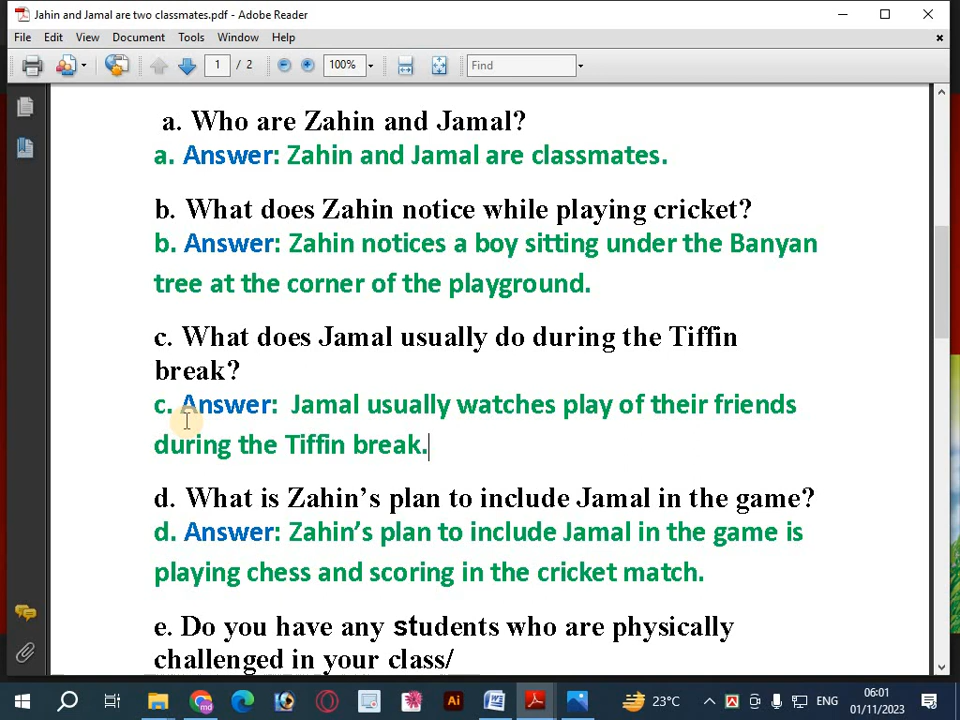 Jahin and Jamal are two classmates.pdf - Adobe Reader
File Edit View Document Tools Window Help
1 / 2 100% Find
a. Who are Zahin and Jamal?
a. Answer: Zahin and Jamal are classmates.
b. What does Zahin notice while playing cricket?
b. Answer: Zahin notices a boy sitting under the Banyan
tree at the corner of the playground.
c. What does Jamal usually do during the Tiffin
break?
c. Answer: Jamal usually watches play of their friends
during the Tiffin break.
d. What is Zahin’s plan to include Jamal in the game?
d. Answer: Zahin’s plan to include Jamal in the game is
playing chess and scoring in the cricket match.
e. Do you have any students who are physically
challenged in your class/
Ai 23°C ENG 06:01
01/11/2023